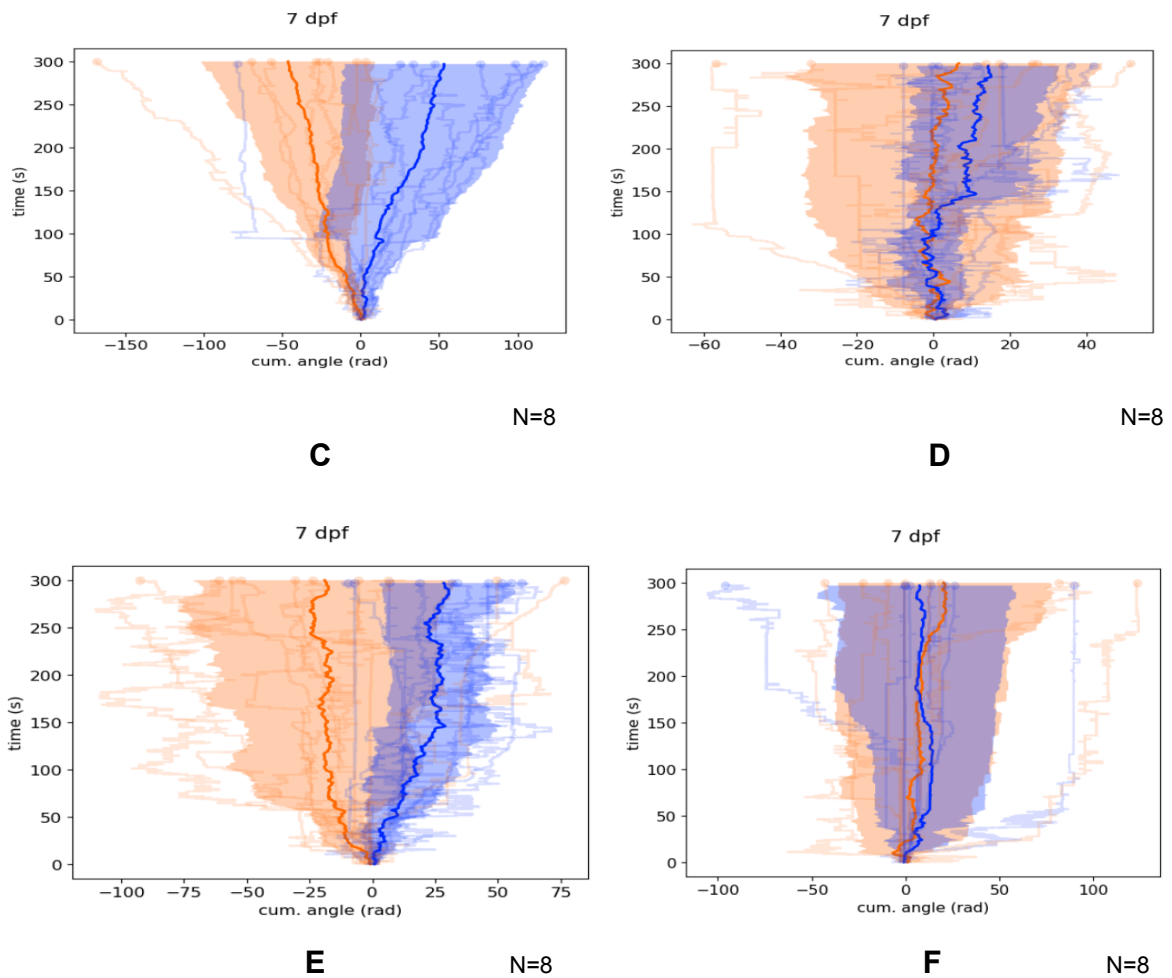 7 dpf
300
250
200
150
100
50
0
time (s)
−150 −100 −50 0 50 100
cum. angle (rad)
N=8
C
7 dpf
300
250
200
150
100
50
0
time (s)
−60 −40 −20 0 20 40
cum. angle (rad)
N=8
D
7 dpf
300
250
200
150
100
50
0
time (s)
−100 −75 −50 −25 0 25 50 75
cum. angle (rad)
E N=8
7 dpf
300
250
200
150
100
50
0
time (s)
−100 −50 0 50 100
cum. angle (rad)
F N=8